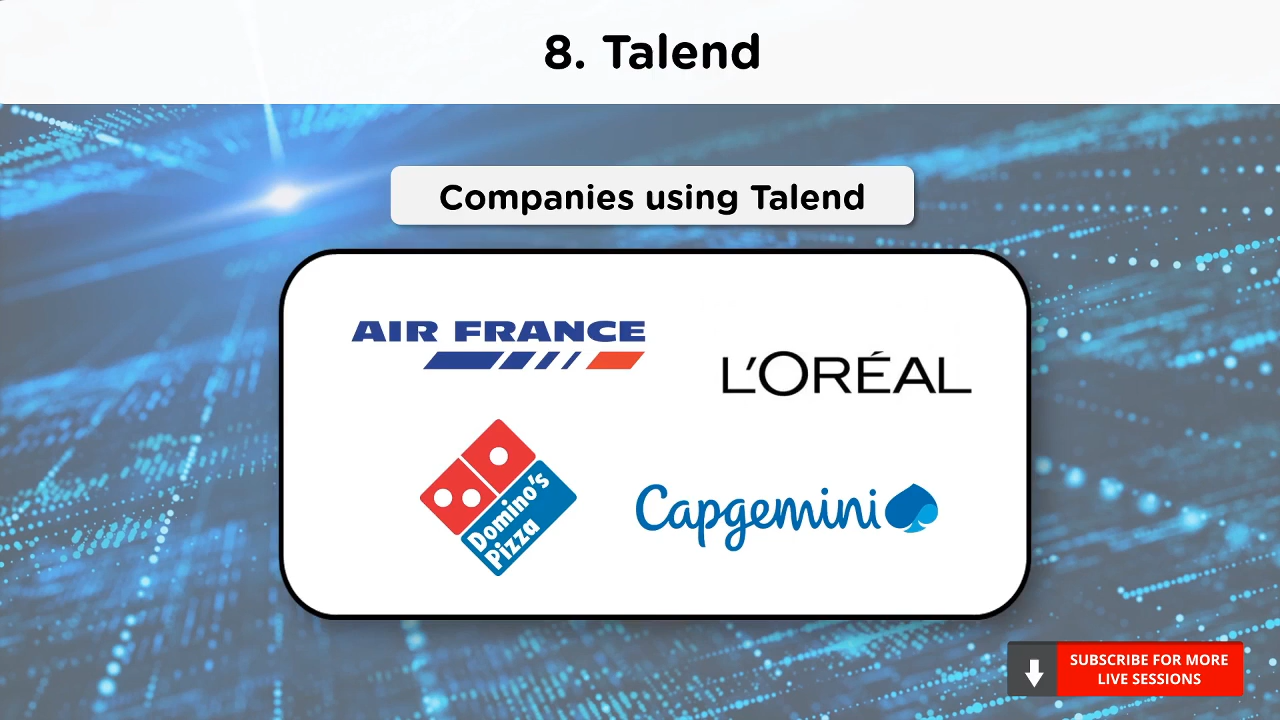 8. Talend
Companies using Talend
AIR FRANCE
L'ORÉAL
Domino's
Pizza
Capgemini
SUBSCRIBE FOR MORE
LIVE SESSIONS